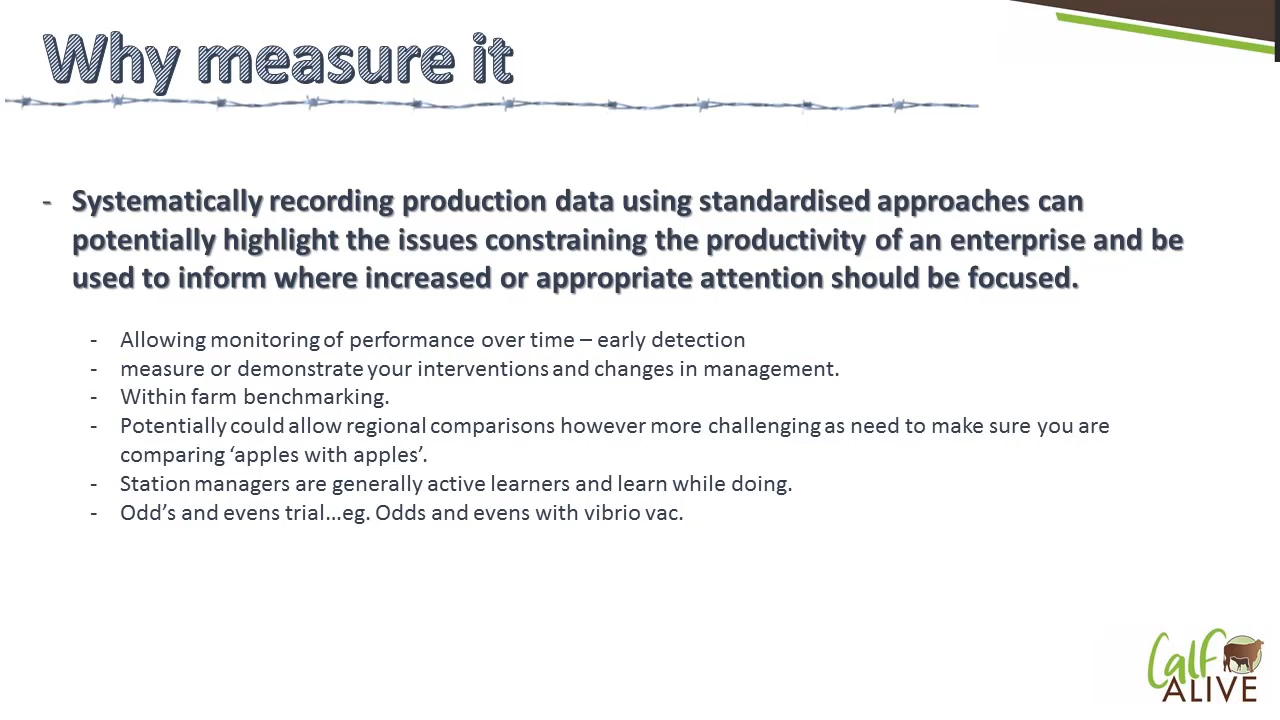 Why measure it
- Systematically recording production data using standardised approaches can
potentially highlight the issues constraining the productivity of an enterprise and be
used to inform where increased or appropriate attention should be focused.
- Allowing monitoring of performance over time – early detection
- measure or demonstrate your interventions and changes in management.
- Within farm benchmarking.
- Potentially could allow regional comparisons however more challenging as need to make sure you are
comparing ‘apples with apples’.
- Station managers are generally active learners and learn while doing.
- Odd’s and evens trial…eg. Odds and evens with vibrio vac.
Calf
ALIVE